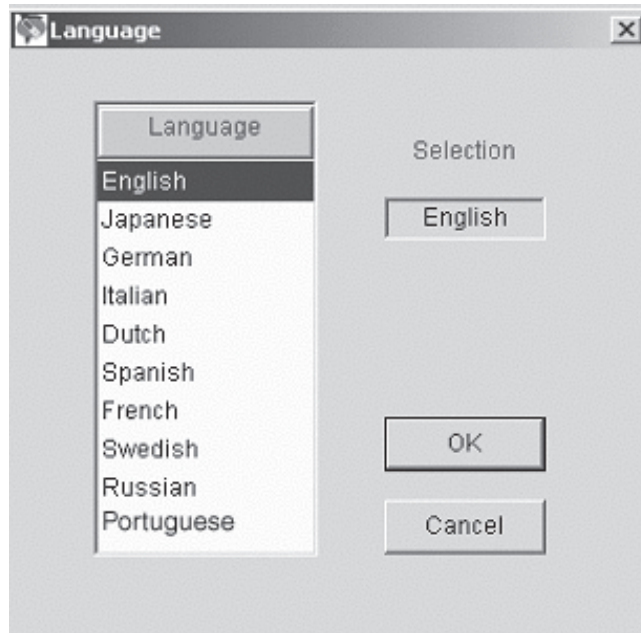 Language
Language
English
Japanese
German
Italian
Dutch
Spanish
French
Swedish
Russian
Portuguese
Selection
English
OK
Cancel